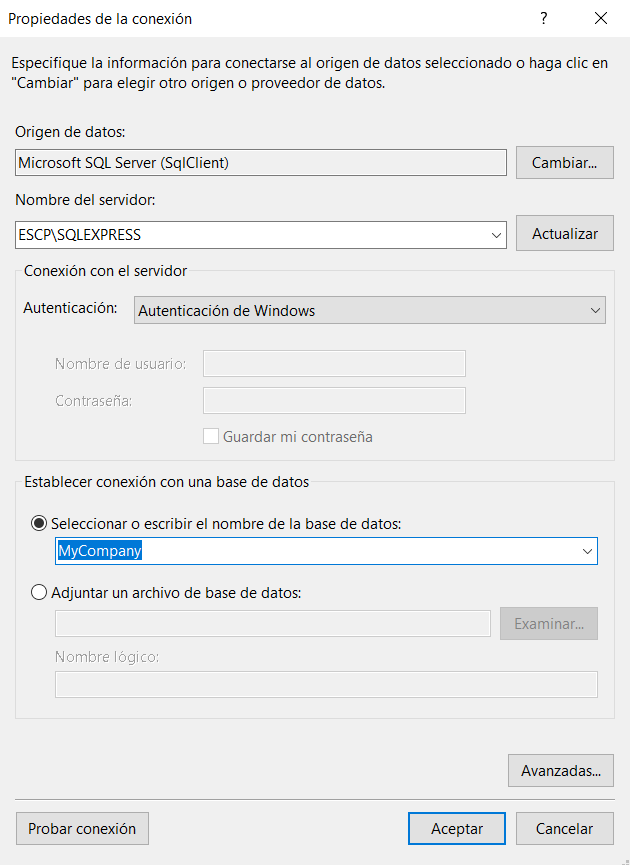 Propiedades de la conexión
?
Especifique la información para conectarse al origen de datos seleccionado o haga clic en
"Cambiar" para elegir otro origen o proveedor de datos.
Origen de datos:
Microsoft SQL Server (SqlClient)
Cambiar...
Nombre del servidor:
ESCP\SQLEXPRESS
Actualizar
Conexión con el servidor
Autenticación:
Autenticación de Windows
Nombre de usuario:
Contraseña:
Guardar mi contraseña
Establecer conexión con una base de datos
Seleccionar o escribir el nombre de la base de datos:
MyCompany
Adjuntar un archivo de base de datos:
Examinar...
Nombre lógico:
Avanzadas...
Probar conexión
Aceptar
Cancelar